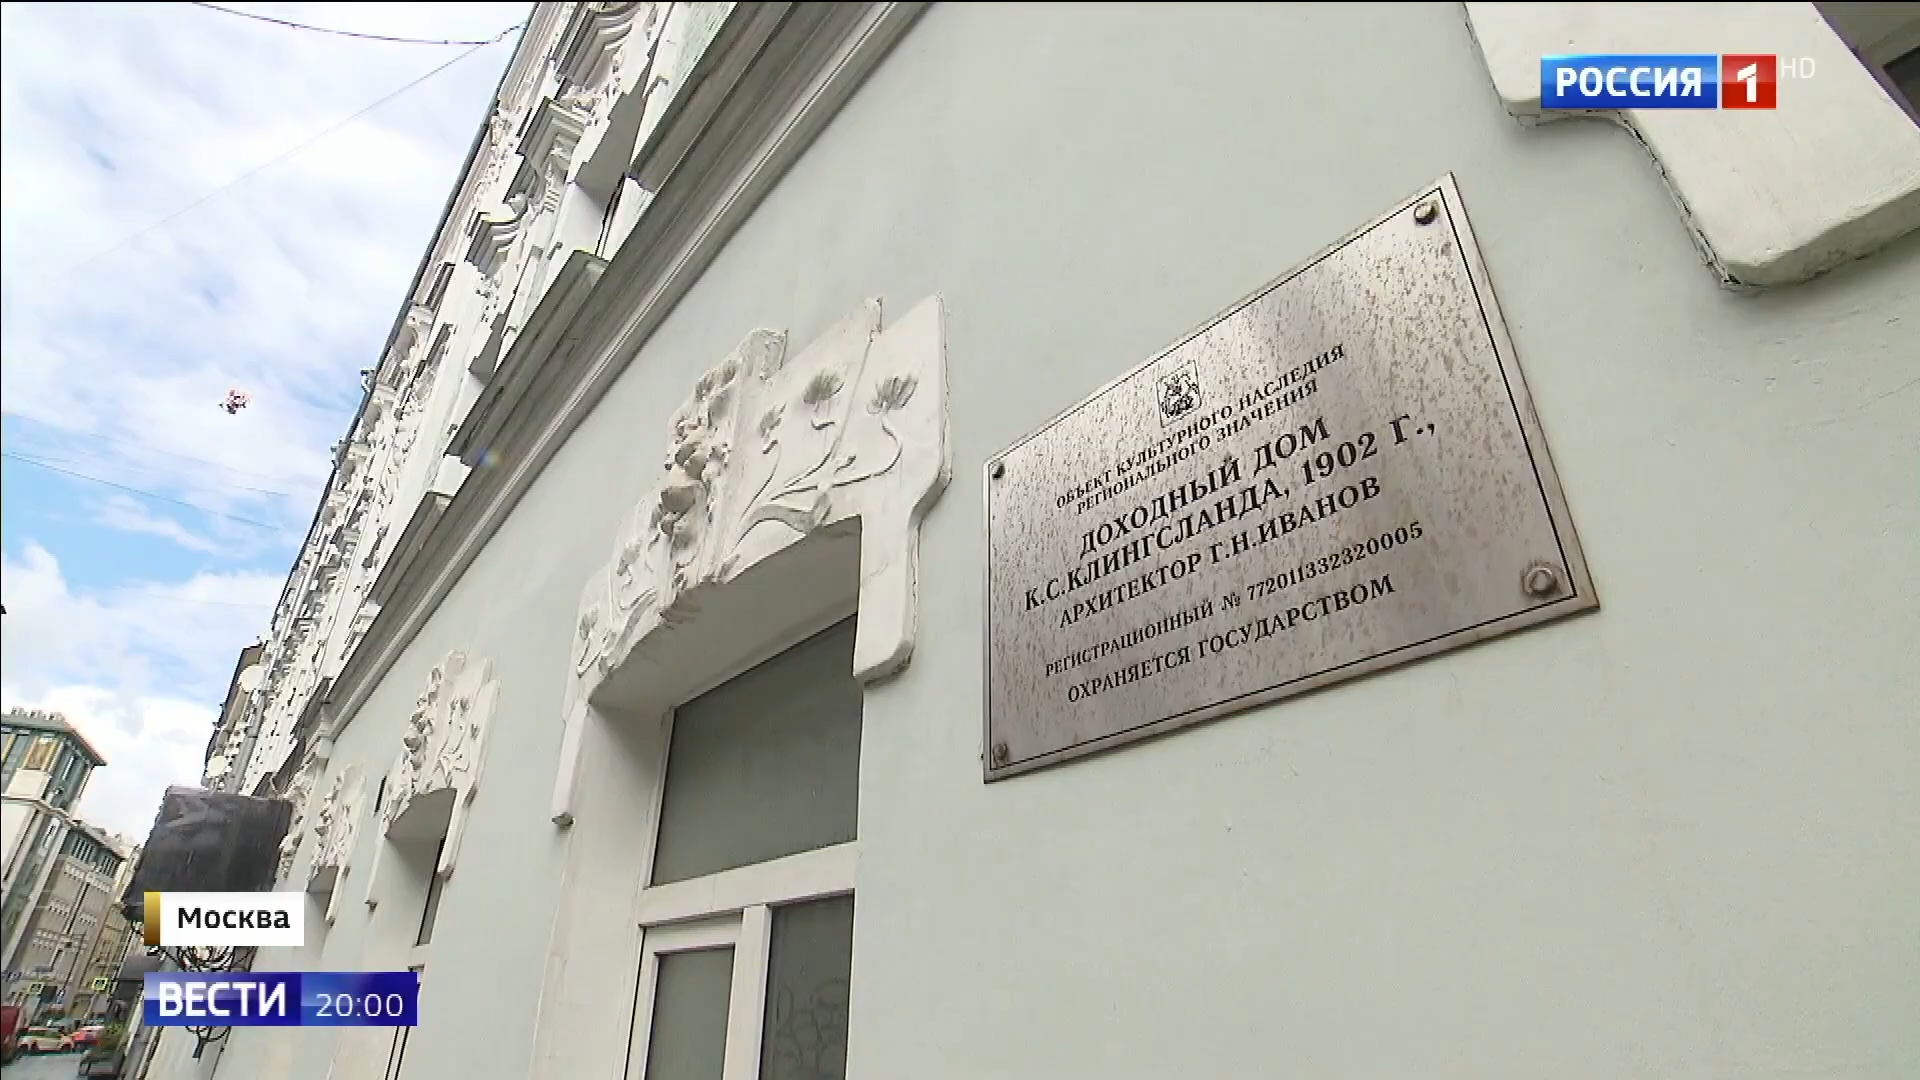 РОССИЯ 1 HD
ОБЪЕКТ КУЛЬТУРНОГО НАСЛЕДИЯ
РЕГИОНАЛЬНОГО ЗНАЧЕНИЯ
ДОХОДНЫЙ ДОМ
К.С.КЛИНГСЛАНДА, 1902 Г.,
АРХИТЕКТОР Г.Н.ИВАНОВ
РЕГИСТРАЦИОННЫЙ № 772011332320005
ОХРАНЯЕТСЯ ГОСУДАРСТВОМ
Москва
ВЕСТИ 20:00